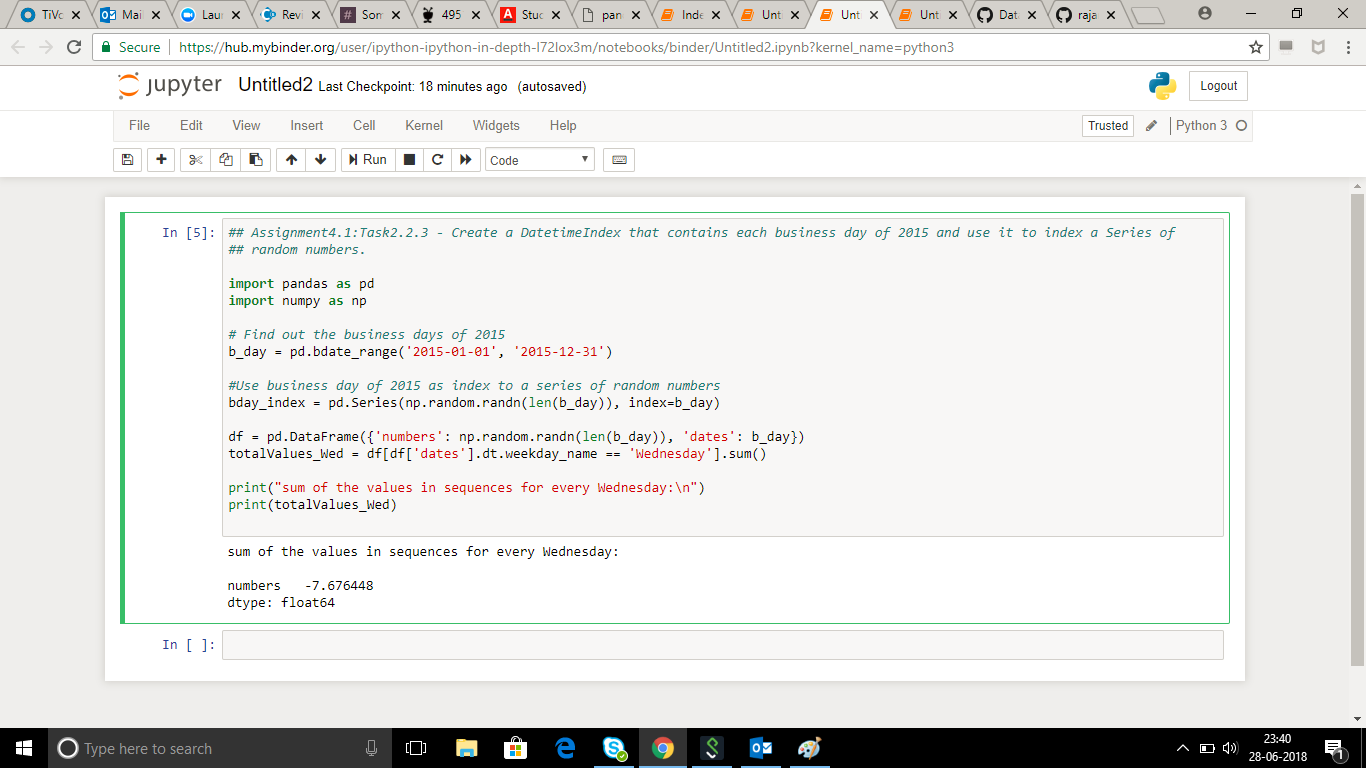 TiVo
Mail
Laun
Revi
Son
495
Stud
pan
Inde
Unt
Unt
Unt
Dat
raja
Secure
https://hub.mybinder.org/user/ipython-ipython-in-depth-l72lox3m/notebooks/binder/Untitled2.ipynb?kernel_name=python3
jupyter Untitled2 Last Checkpoint: 18 minutes ago (autosaved)
Logout
File Edit View Insert Cell Kernel Widgets Help
Trusted
Python 3
Run
Code
In [5]:
## Assignment4.1:Task2.2.3 - Create a DatetimeIndex that contains each business day of 2015 and use it to index a Series of
## random numbers.
import pandas as pd
import numpy as np
# Find out the business days of 2015
b_day = pd.bdate_range('2015-01-01', '2015-12-31')
#Use business day of 2015 as index to a series of random numbers
bday_index = pd.Series(np.random.randn(len(b_day)), index=b_day)
df = pd.DataFrame({'numbers': np.random.randn(len(b_day)), 'dates': b_day})
totalValues_Wed = df[df['dates'].dt.weekday_name == 'Wednesday'].sum()
print("sum of the values in sequences for every Wednesday:\n")
print(totalValues_Wed)
sum of the values in sequences for every Wednesday:
numbers   -7.676448
dtype: float64
In [ ]:
Type here to search
23:40
28-06-2018
1